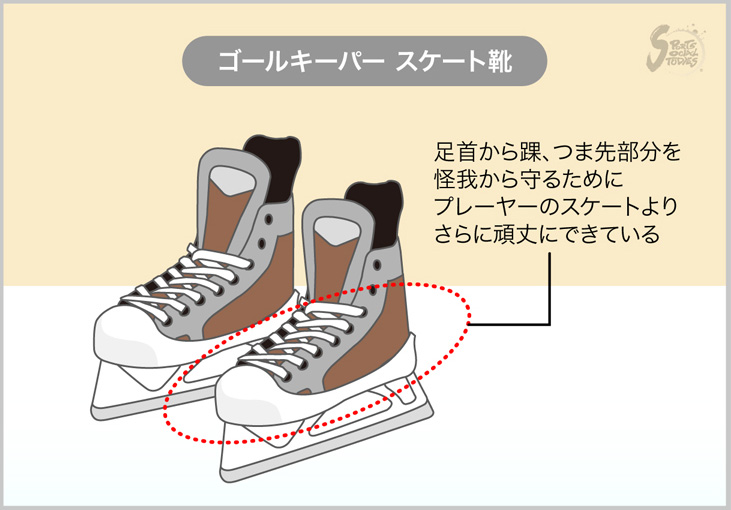 ゴールキーパー スケート靴
SPORTS
SOCIAL
STUDIES
足首から踝、つま先部分を
怪我から守るために
プレーヤーのスケートより
さらに頑丈にできている